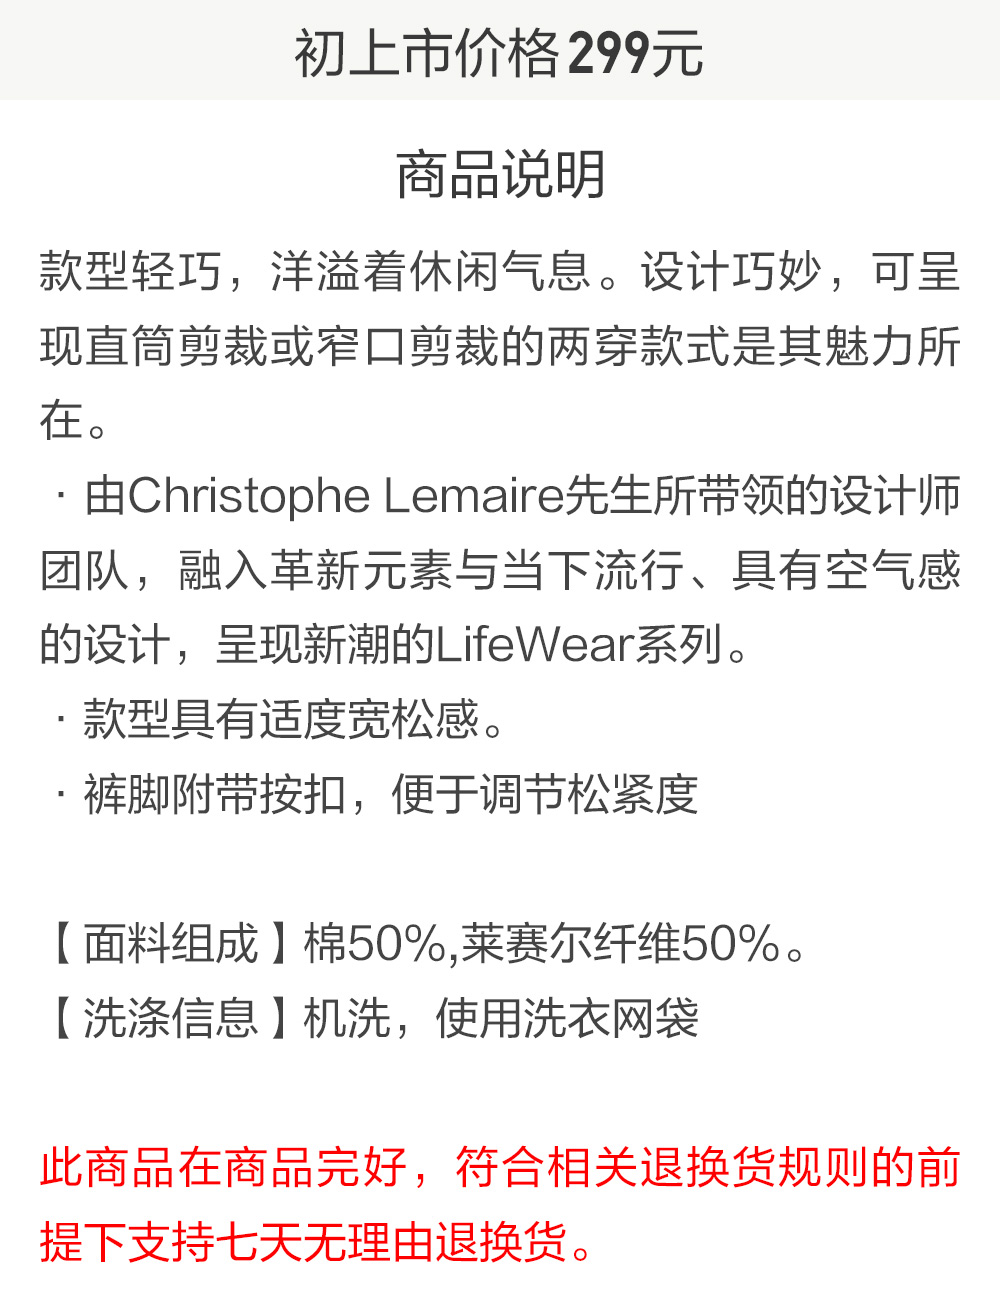 初上市价格299元
商品说明
款型轻巧，洋溢着休闲气息。设计巧妙，可呈
现直筒剪裁或窄口剪裁的两穿款式是其魅力所
在。
· 由Christophe Lemaire先生所带领的设计师
团队，融入革新元素与当下流行、具有空气感
的设计，呈现新潮的LifeWear系列。
· 款型具有适度宽松感。
· 裤脚附带按扣，便于调节松紧度
【面料组成】棉50%,莱赛尔纤维50%。
【洗涤信息】机洗，使用洗衣网袋
此商品在商品完好，符合相关退换货规则的前
提下支持七天无理由退换货。